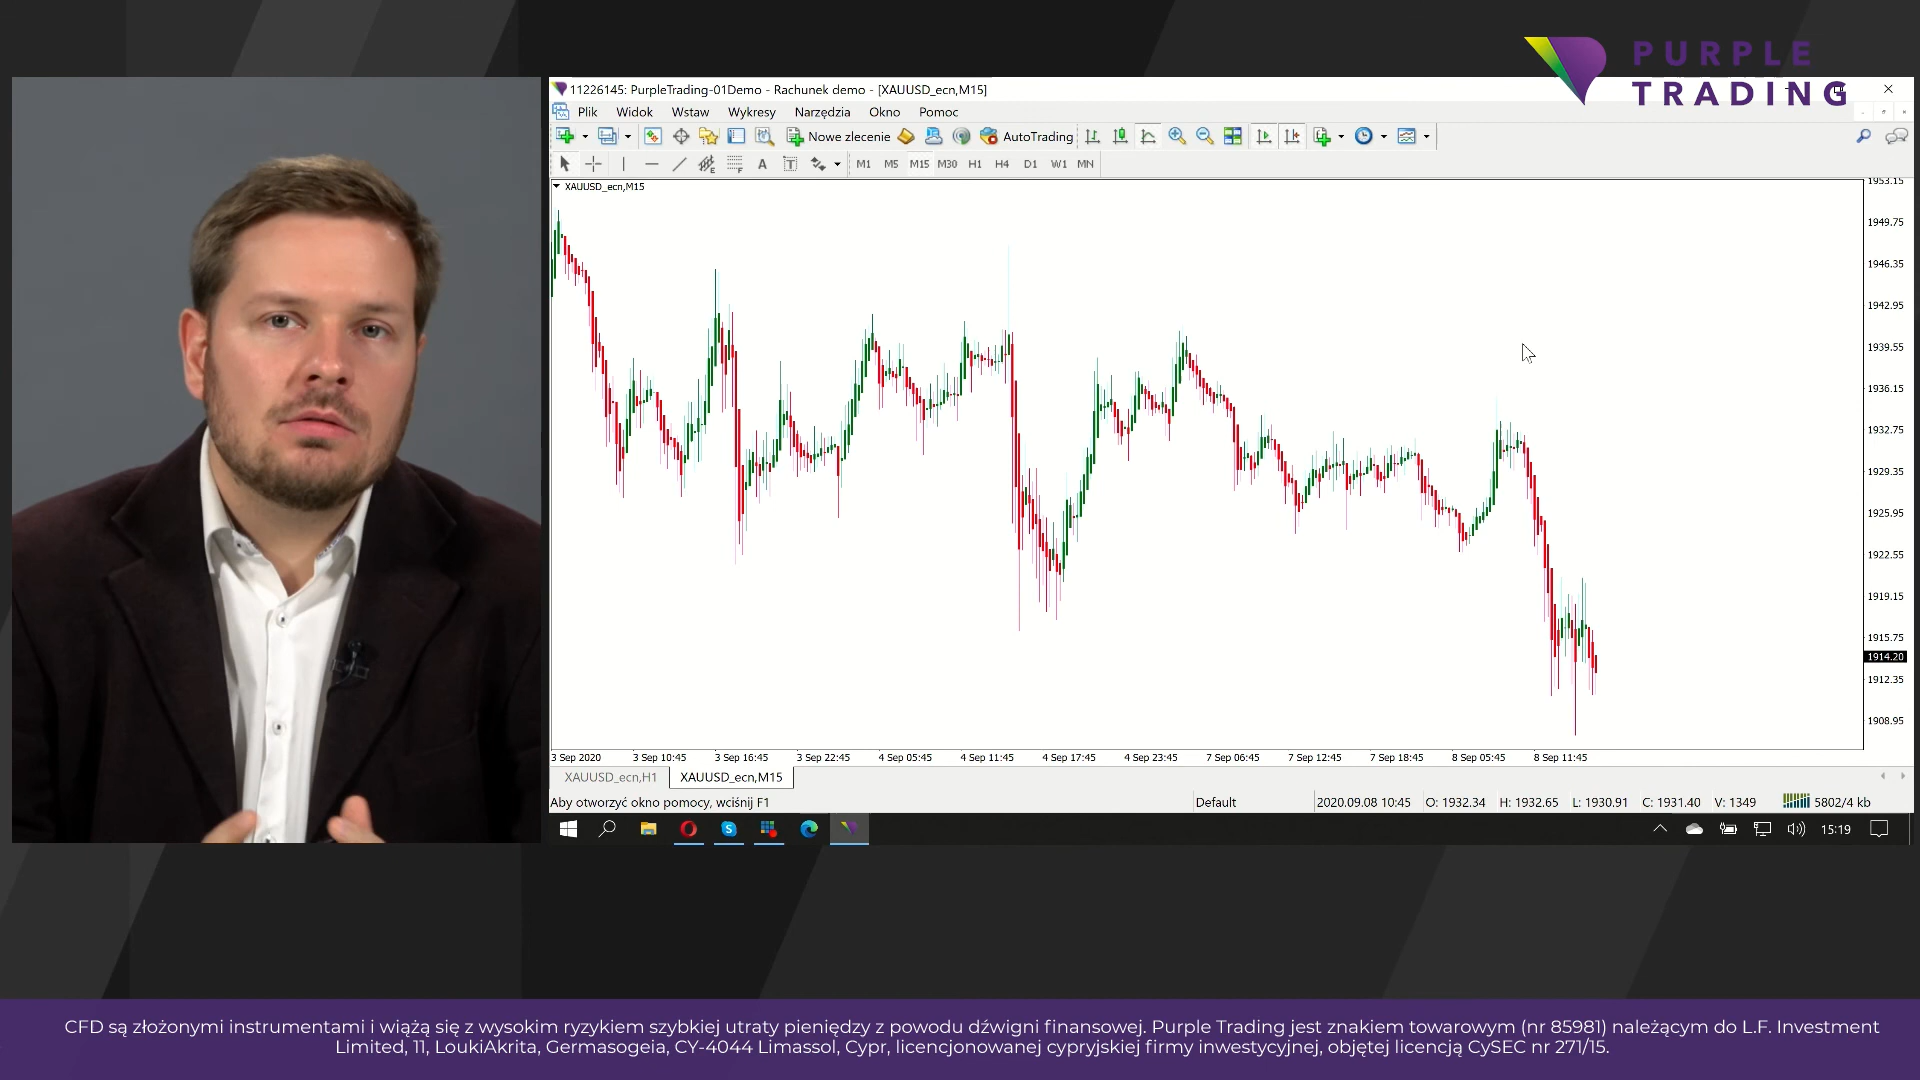 PURPLE
TRADING
11226145: PurpleTrading-01Demo - Rachunek demo - [XAUUSD_ecn,M15]
Plik Widok Wstaw Wykresy Narzędzia Okno Pomoc
Nowe zlecenie AutoTrading
A T M1 M5 M15 M30 H1 H4 D1 W1 MN
XAUUSD_ecn,M15
1953.15
1949.75
1946.35
1942.95
1939.55
1936.15
1932.75
1929.35
1925.95
1922.55
1919.15
1915.75
1914.20
1912.35
1908.95
3 Sep 2020 3 Sep 10:45 3 Sep 16:45 3 Sep 22:45 4 Sep 05:45 4 Sep 11:45 4 Sep 17:45 4 Sep 23:45 7 Sep 06:45 7 Sep 12:45 7 Sep 18:45 8 Sep 05:45 8 Sep 11:45
XAUUSD_ecn,H1 XAUUSD_ecn,M15
Aby otworzyć okno pomocy, wciśnij F1 Default 2020.09.08 10:45 O: 1932.34 H: 1932.65 L: 1930.91 C: 1931.40 V: 1349 5802/4 kb
15:19
CFD są złożonymi instrumentami i wiążą się z wysokim ryzykiem szybkiej utraty pieniędzy z powodu dźwigni finansowej. Purple Trading jest znakiem towarowym (nr 85981) należącym do L.F. Investment
Limited, 11, LoukiAkrita, Germasogeia, CY-4044 Limassol, Cypr, licencjonowanej cypryjskiej firmy inwestycyjnej, objętej licencją CySEC nr 271/15.